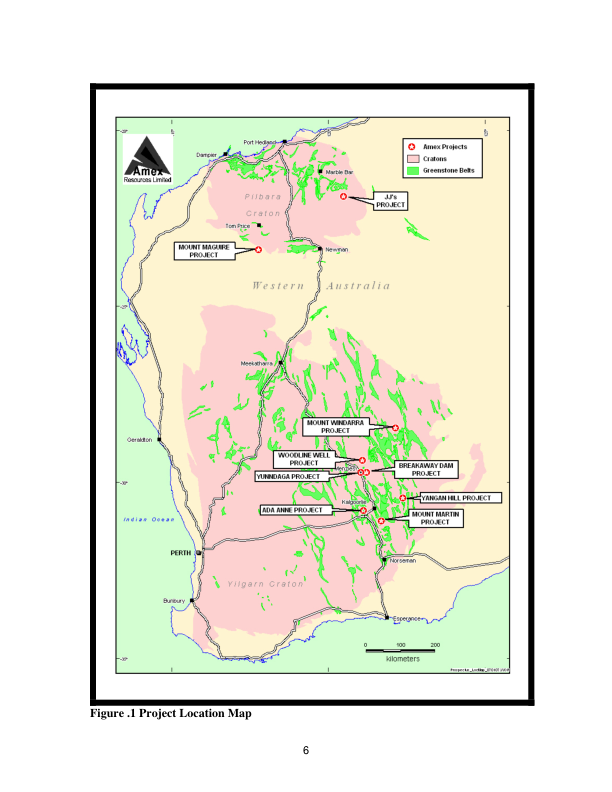 Amex
Resources Limited
Amex Projects
Cratons
Greenstone Belts
Port Hedland
Dampier
Marble Bar
JJ's
PROJECT
Pilbara
Craton
Tom Price
MOUNT MAGUIRE
PROJECT
Newman
Western Australia
Meekatharra
MOUNT WINDARRA
PROJECT
Geraldton
WOODLINE WELL
PROJECT
Menzies
BREAKAWAY DAM
PROJECT
YUNNDAGA PROJECT
YANGAN HILL PROJECT
Kalgoorlie
ADA ANNE PROJECT
MOUNT MARTIN
PROJECT
Indian Ocean
PERTH
Norseman
Yilgarn Craton
Bunbury
Esperance
0 100 200
kilometers
Figure .1 Project Location Map
6